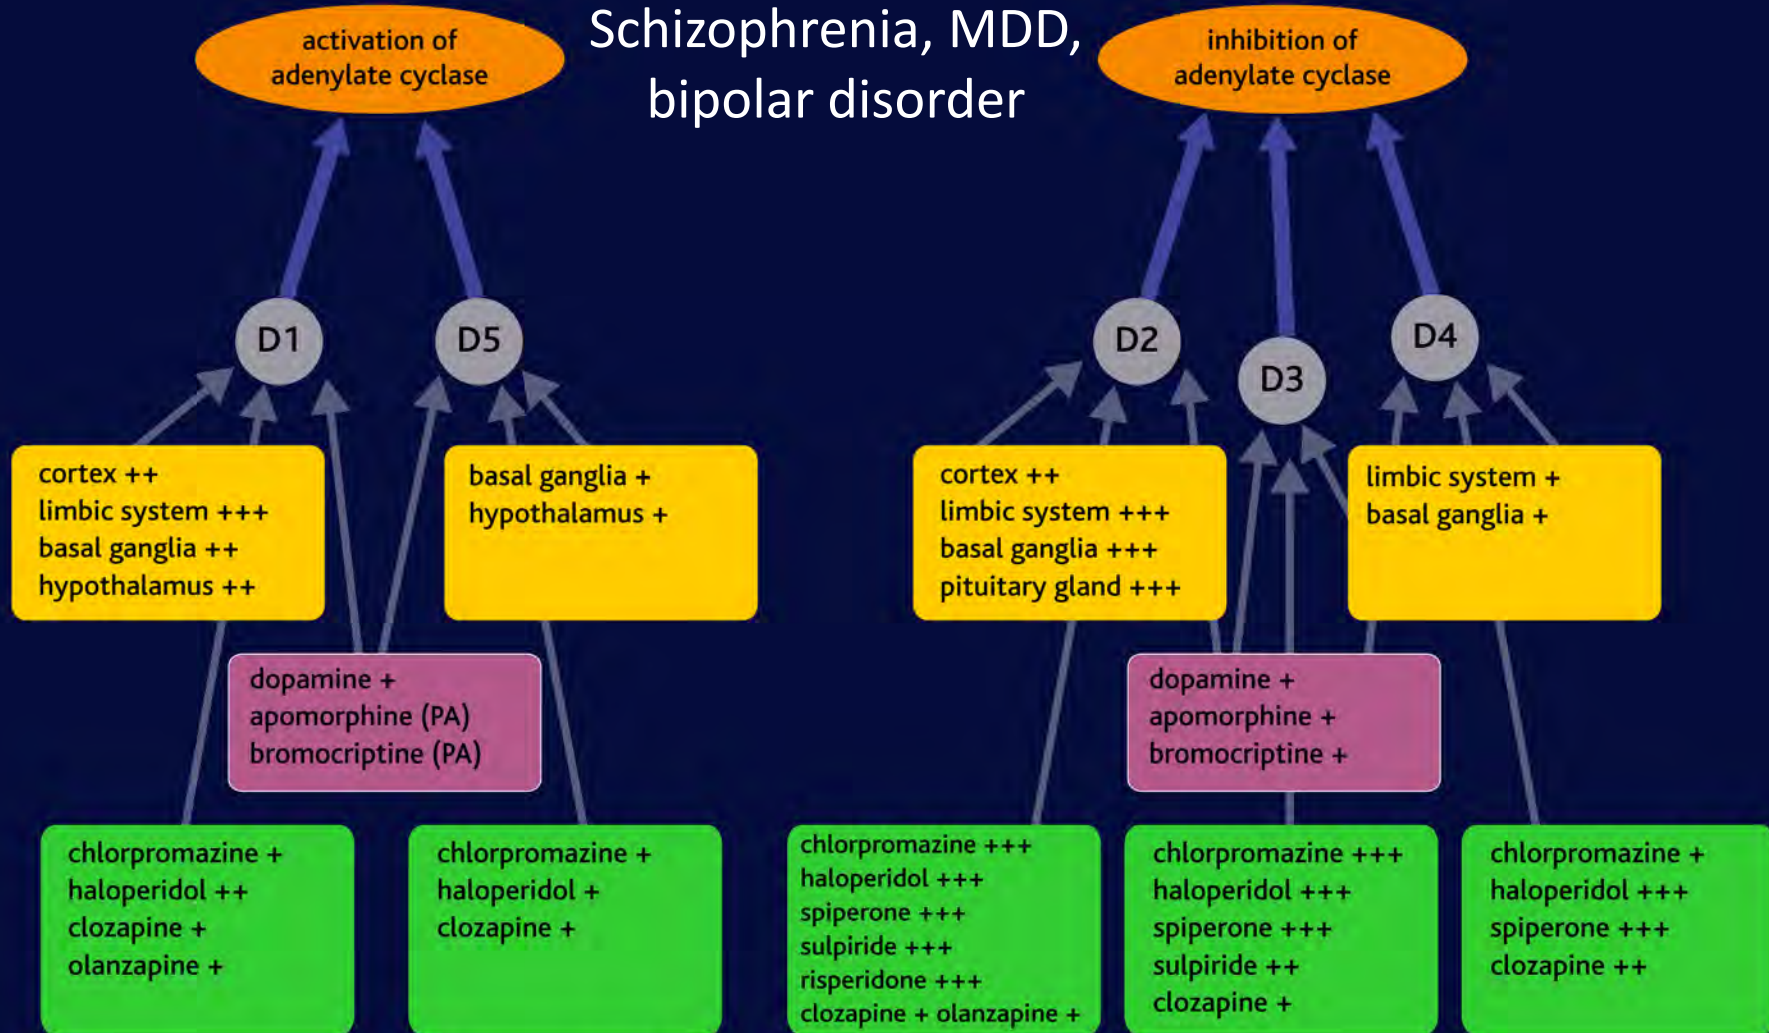 activation of
adenylate cyclase
Schizophrenia, MDD,
bipolar disorder
inhibition of
adenylate cyclase
D1
D5
D2
D3
D4
cortex ++
limbic system +++
basal ganglia ++
hypothalamus ++
basal ganglia +
hypothalamus +
cortex ++
limbic system +++
basal ganglia +++
pituitary gland +++
limbic system +
basal ganglia +
dopamine +
apomorphine (PA)
bromocriptine (PA)
dopamine +
apomorphine +
bromocriptine +
chlorpromazine +
haloperidol ++
clozapine +
olanzapine +
chlorpromazine +
haloperidol +
clozapine +
chlorpromazine +++
haloperidol +++
spiperone +++
sulpiride +++
risperidone +++
clozapine + olanzapine +
chlorpromazine +++
haloperidol +++
spiperone +++
sulpiride ++
clozapine +
chlorpromazine +
haloperidol +++
spiperone +++
clozapine ++